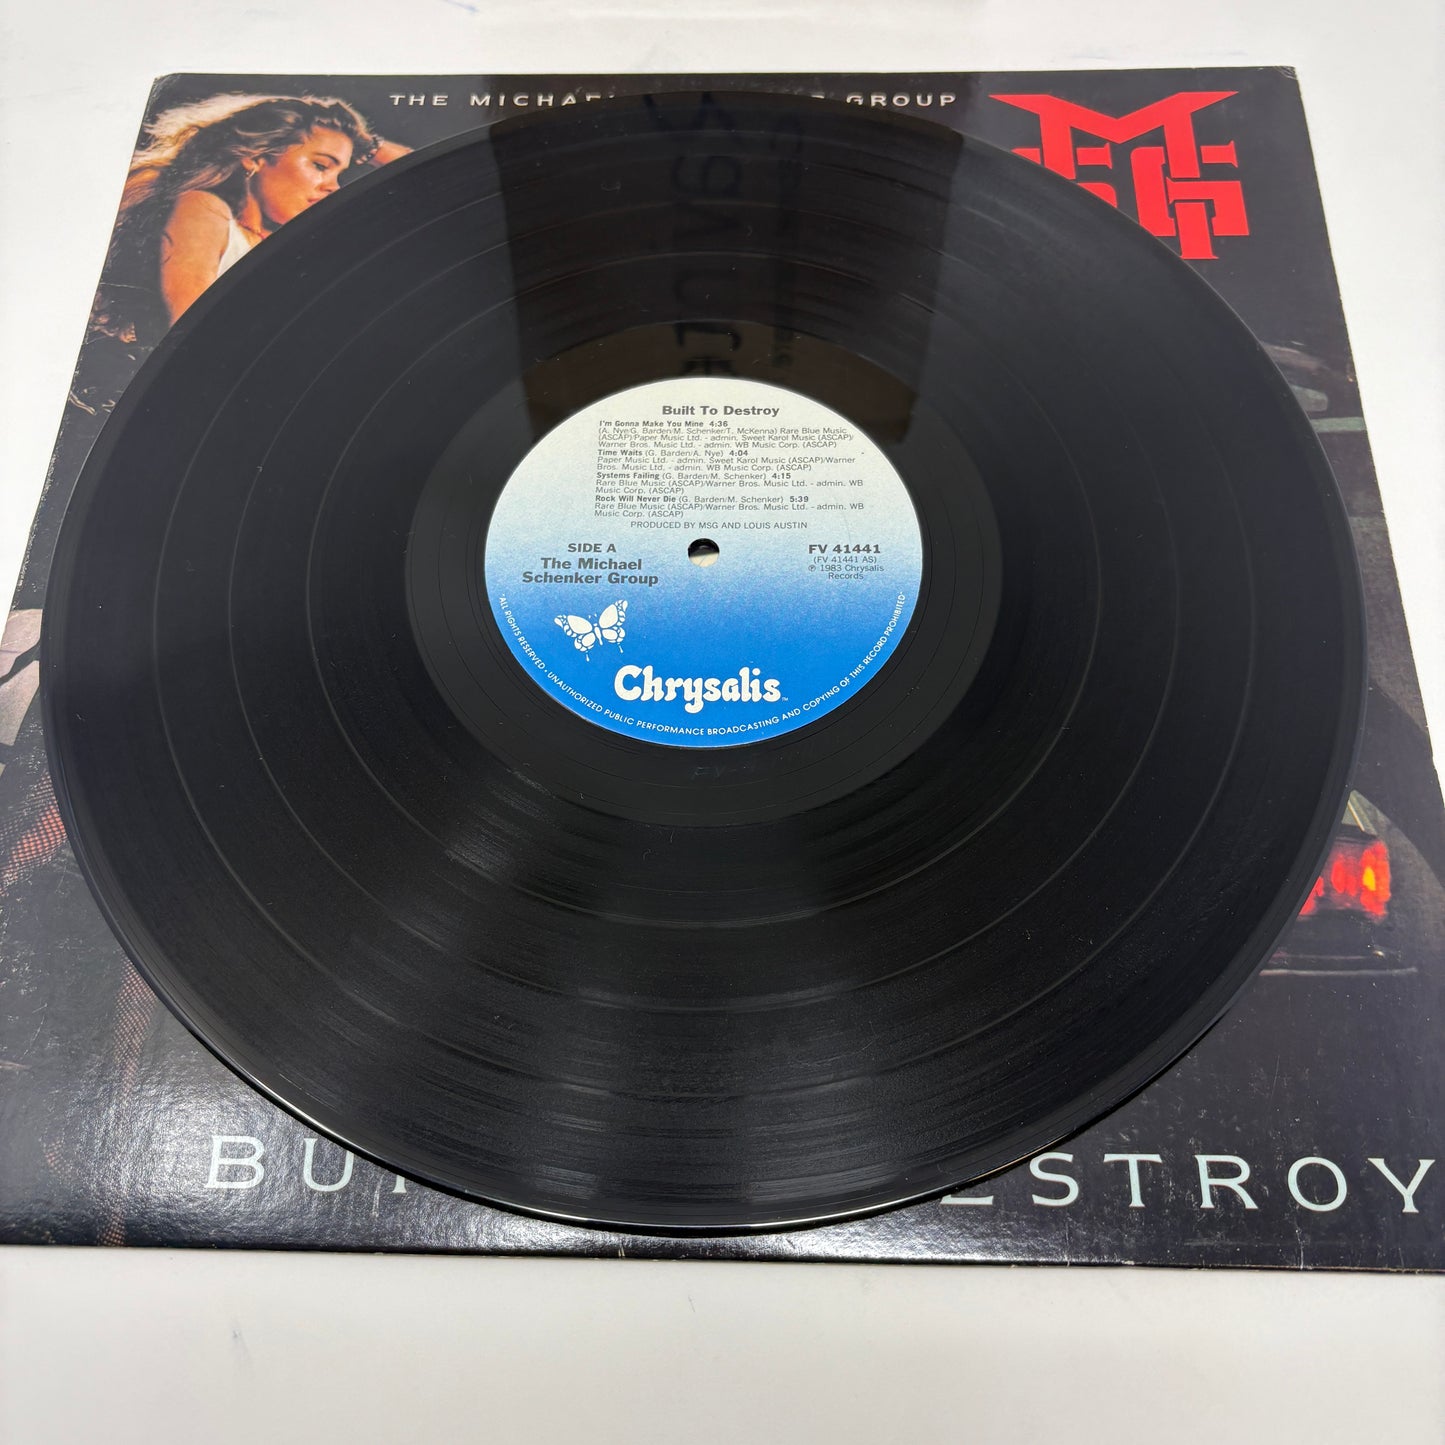 THE MICHAEL GROUP
MSG
Built To Destroy
I'm Gonna Make You Mine 4:36
(A. Nye/G. Barden/M. Schenker/T. McKenna) Rare Blue Music
(ASCAP)/Paper Music Ltd. - admin. Sweet Karol Music (ASCAP)/
Warner Bros. Music Ltd. - admin. WB Music Corp. (ASCAP)
Time Waits (G. Barden/A. Nye) 4:04
Paper Music Ltd. - admin. Sweet Karol Music (ASCAP)/Warner
Bros. Music Ltd. - admin. WB Music Corp. (ASCAP)
Systems Failing (G. Barden/M. Schenker) 4:15
Rare Blue Music (ASCAP)/Warner Bros. Music Ltd. - admin. WB
Music Corp. (ASCAP)
Rock Will Never Die (G. Barden/M. Schenker) 5:39
Rare Blue Music (ASCAP)/Warner Bros. Music Ltd. - admin. WB
Music Corp. (ASCAP)
PRODUCED BY MSG AND LOUIS AUSTIN
SIDE A
The Michael
Schenker Group
FV 41441
(FV 41441 AS)
℗ 1983 Chrysalis
Records
Chrysalis™
"ALL RIGHTS RESERVED - UNAUTHORIZED PUBLIC PERFORMANCE BROADCASTING AND COPYING OF THIS RECORD PROHIBITED"
BUI ESTROY